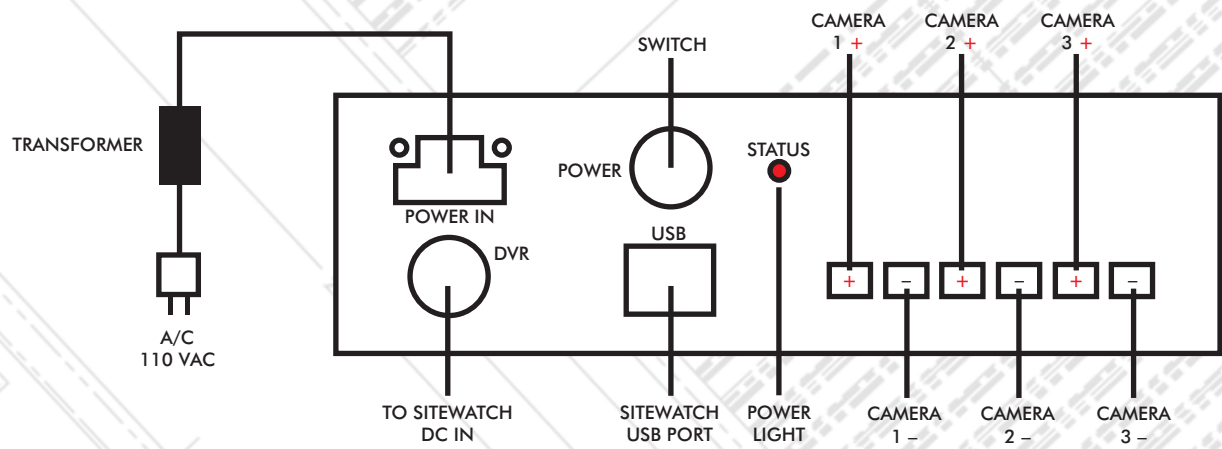 CAMERA
1 +
CAMERA
2 +
CAMERA
3 +
SWITCH
TRANSFORMER
STATUS
POWER
POWER IN
USB
DVR
+
–
+
–
+
–
A/C
110 VAC
TO SITEWATCH
DC IN
SITEWATCH
USB PORT
POWER
LIGHT
CAMERA
1 –
CAMERA
2 –
CAMERA
3 –